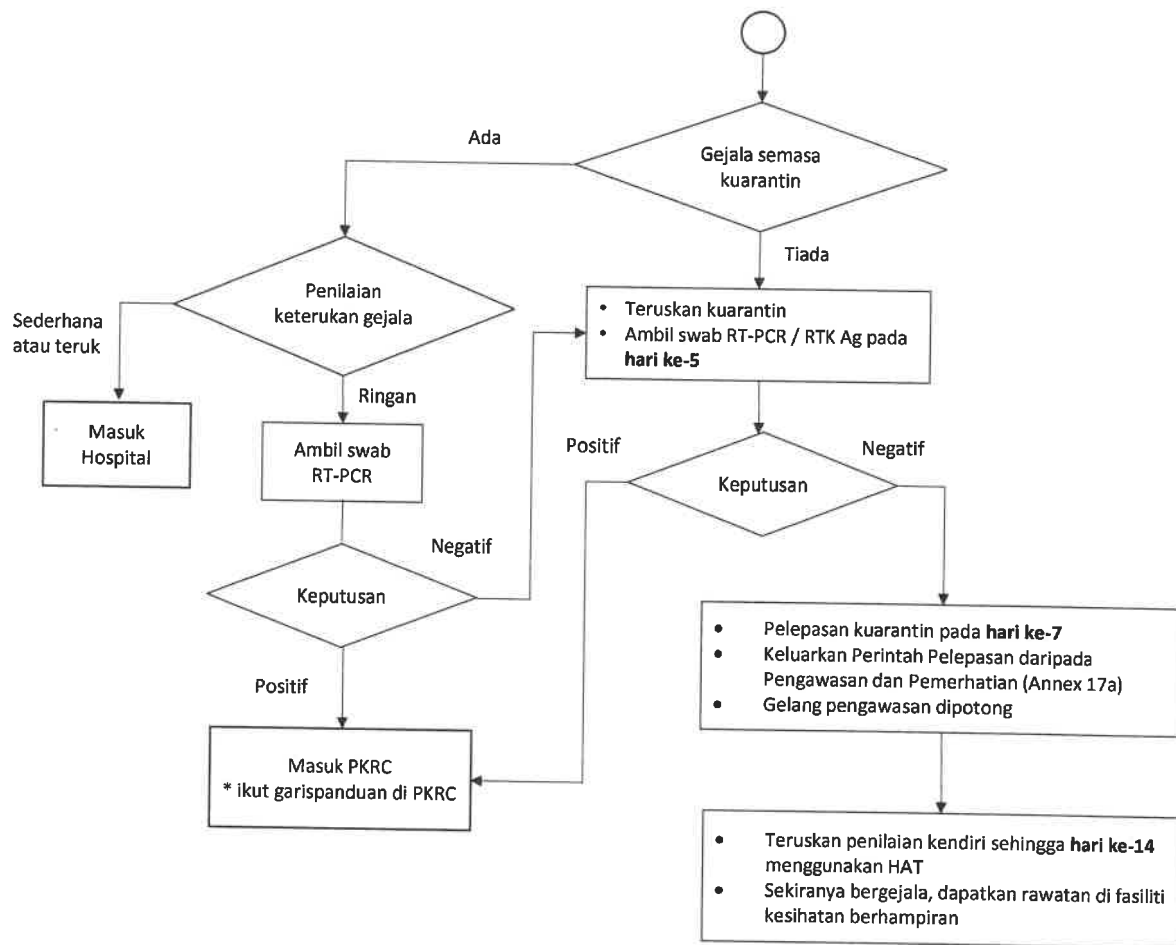 Ada
Gejala semasa
kuarantin
Tiada
Penilaian
keterukan gejala
Sederhana
atau teruk
Ringan
Masuk
Hospital
Ambil swab
RT-PCR
• Teruskan kuarantin
• Ambil swab RT-PCR / RTK Ag pada
hari ke-5
Positif
Negatif
Keputusan
Negatif
Keputusan
Positif
Masuk PKRC
* ikut garispanduan di PKRC
• Pelepasan kuarantin pada hari ke-7
• Keluarkan Perintah Pelepasan daripada
Pengawasan dan Pemerhatian (Annex 17a)
• Gelang pengawasan dipotong
• Teruskan penilaian kendiri sehingga hari ke-14
menggunakan HAT
• Sekiranya bergejala, dapatkan rawatan di fasiliti
kesihatan berhampiran